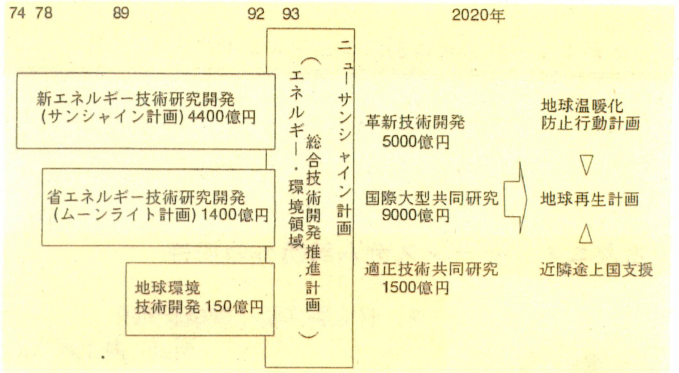 74 78 89 92 93 2020年
新エネルギー技術研究開発
(サンシャイン計画) 4400億円
省エネルギー技術研究開発
(ムーンライト計画) 1400億円
地球環境
技術開発 150億円
ニューサンシャイン計画
(エネルギー・環境領域
総合技術開発推進計画)
革新技術開発
5000億円
国際大型共同研究
9000億円
適正技術共同研究
1500億円
地球温暖化
防止行動計画
地球再生計画
近隣途上国支援